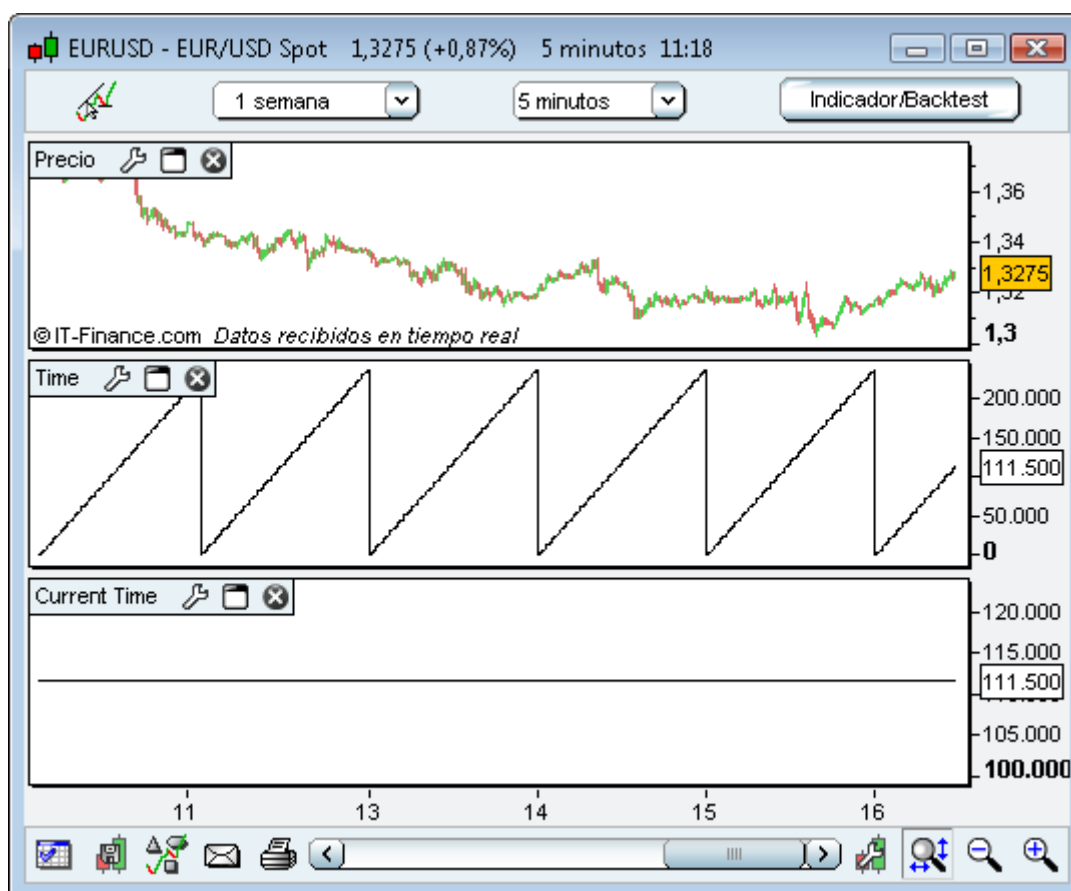 EURUSD - EUR/USD Spot 1,3275 (+0,87%) 5 minutos 11:18
1 semana 5 minutos Indicador/Backtest
Precio
1,36
1,34
1,3275
1,32
1,3
© IT-Finance.com Datos recibidos en tiempo real
Time
200.000
150.000
111.500
50.000
0
Current Time
120.000
115.000
111.500
105.000
100.000
11 13 14 15 16